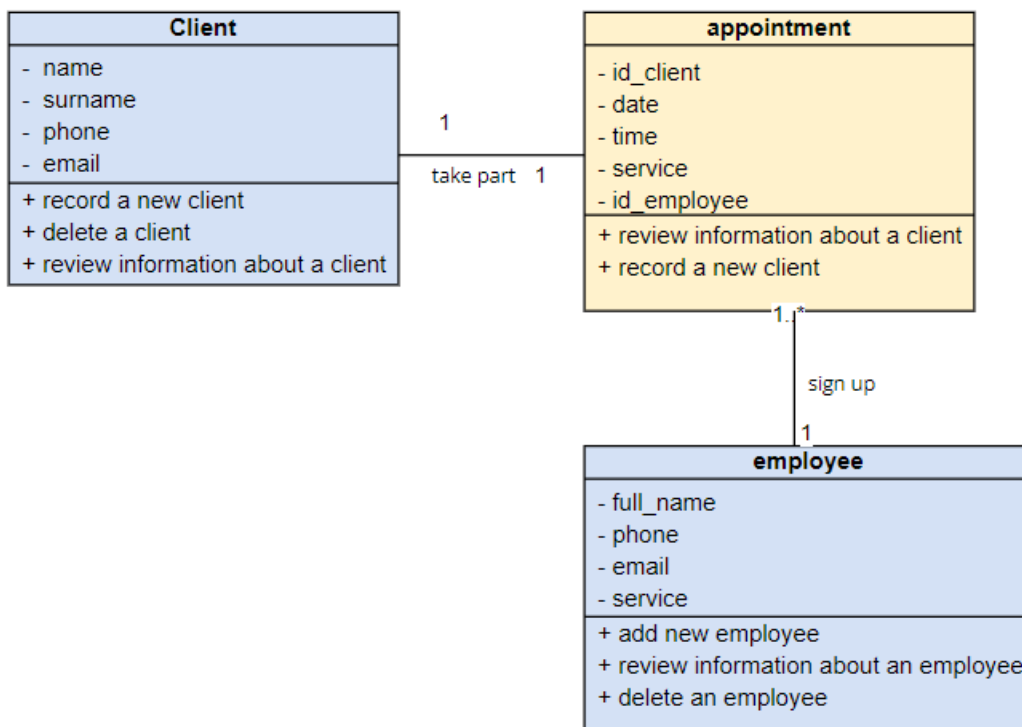 Client
- name
- surname
- phone
- email
+ record a new client
+ delete a client
+ review information about a client
1
take part 1
appointment
- id_client
- date
- time
- service
- id_employee
+ review information about a client
+ record a new client
1..*
sign up
1
employee
- full_name
- phone
- email
- service
+ add new employee
+ review information about an employee
+ delete an employee